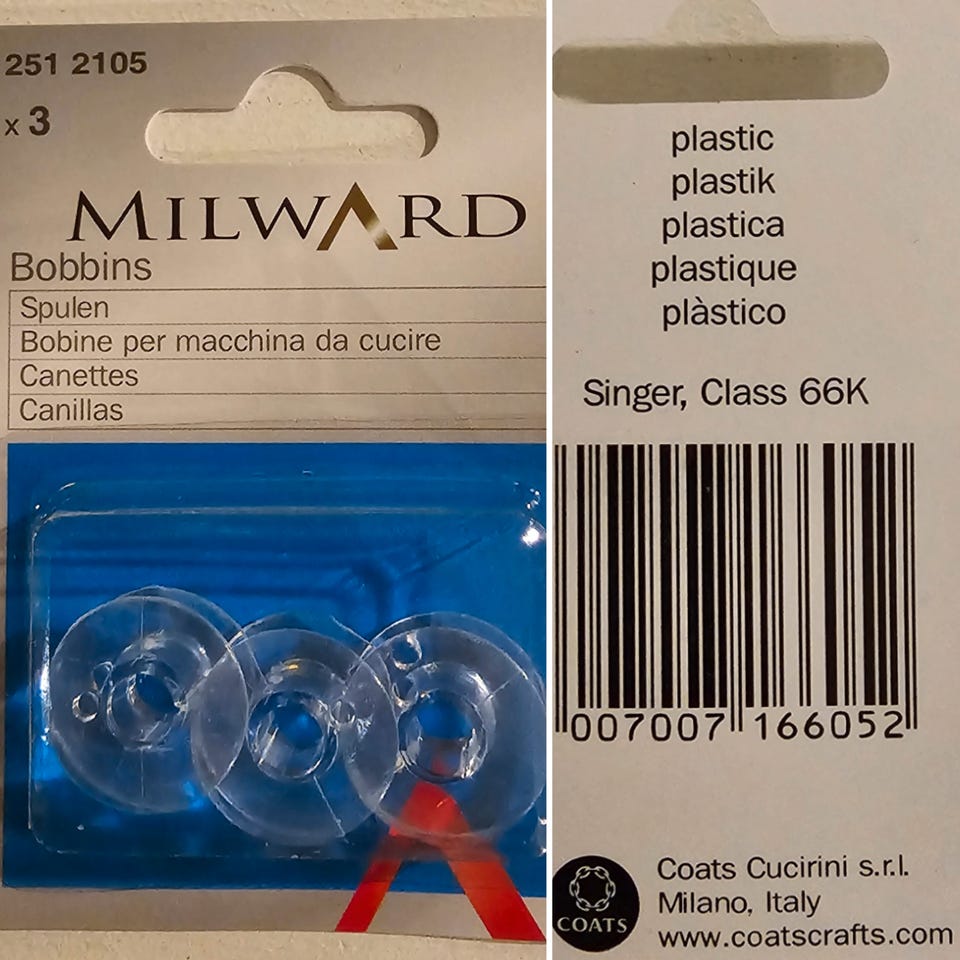 251 2105
x 3
MILWARD
Bobbins
Spulen
Bobine per macchina da cucire
Canettes
Canillas
plastic
plastik
plastica
plastique
plàstico
Singer, Class 66K
007007 166052
COATS
Coats Cucirini s.r.l.
Milano, Italy
www.coatscrafts.com